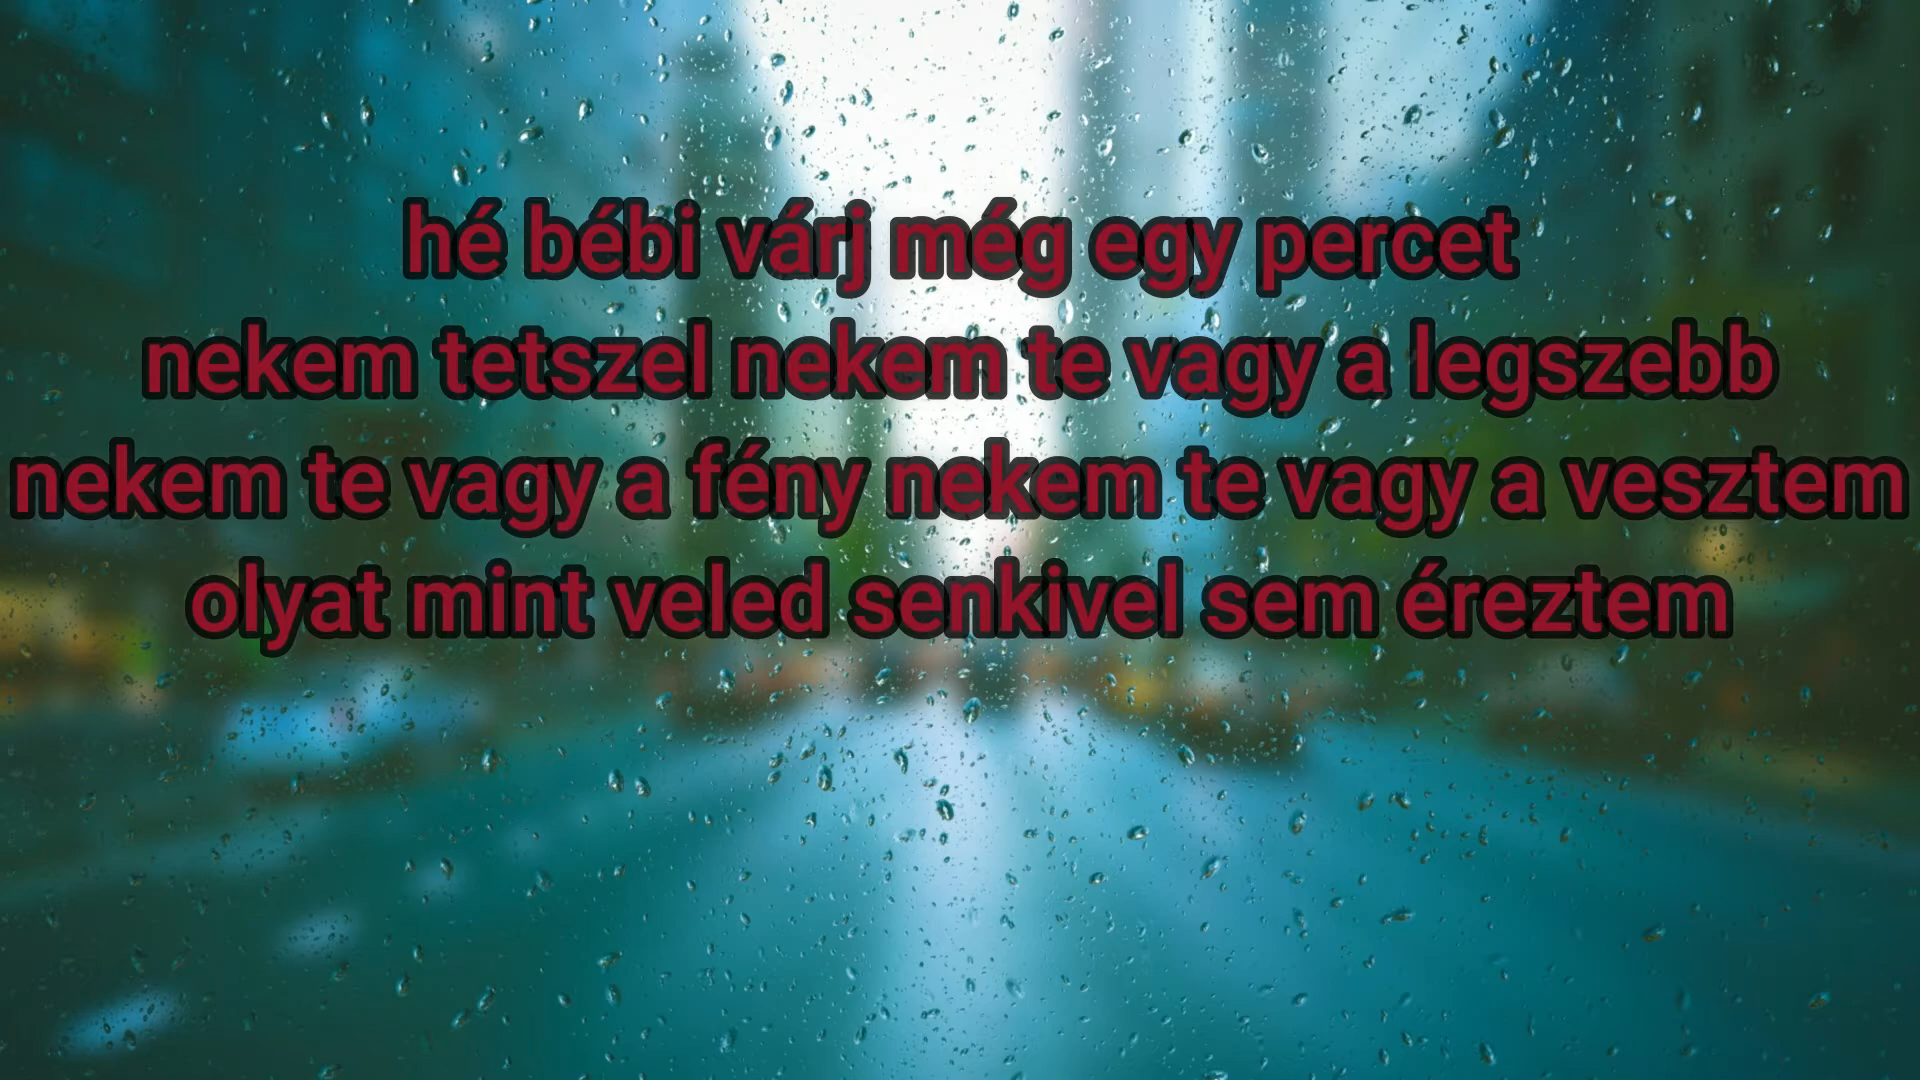 hé bébi várj még egy percet
nekem tetszel nekem te vagy a legszebb
nekem te vagy a fény nekem te vagy a vesztem
olyat mint veled senkivel sem éreztem